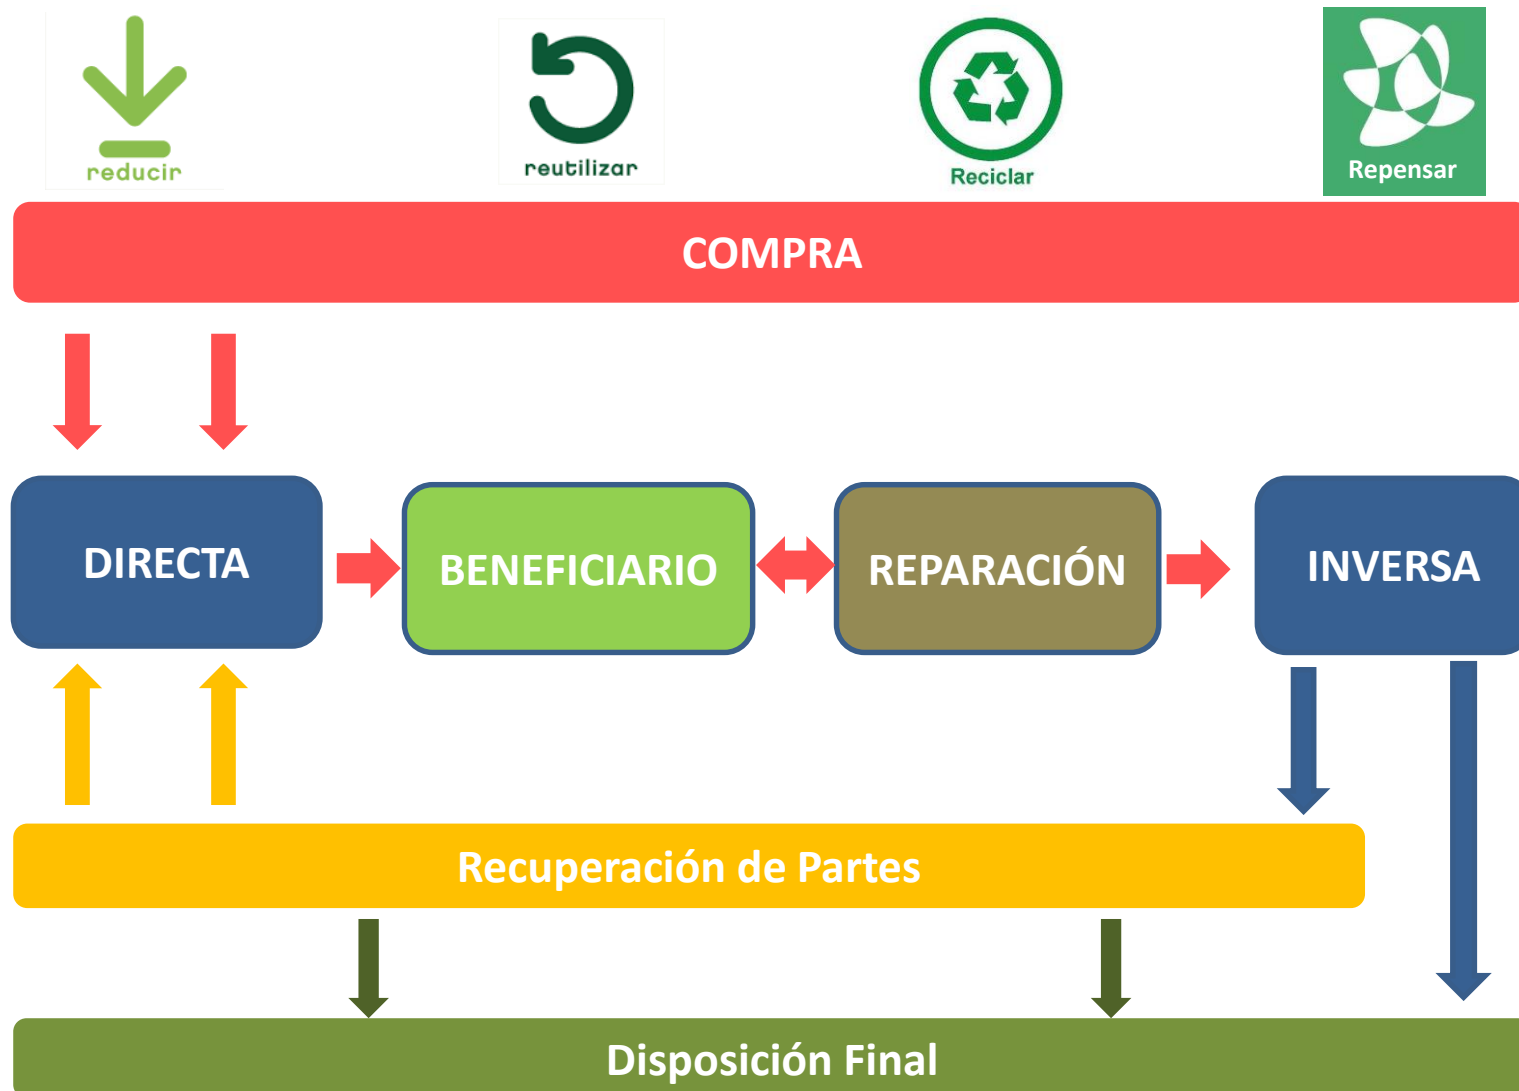 reducir
reutilizar
Reciclar
Repensar
COMPRA
DIRECTA
BENEFICIARIO
REPARACIÓN
INVERSA
Recuperación de Partes
Disposición Final